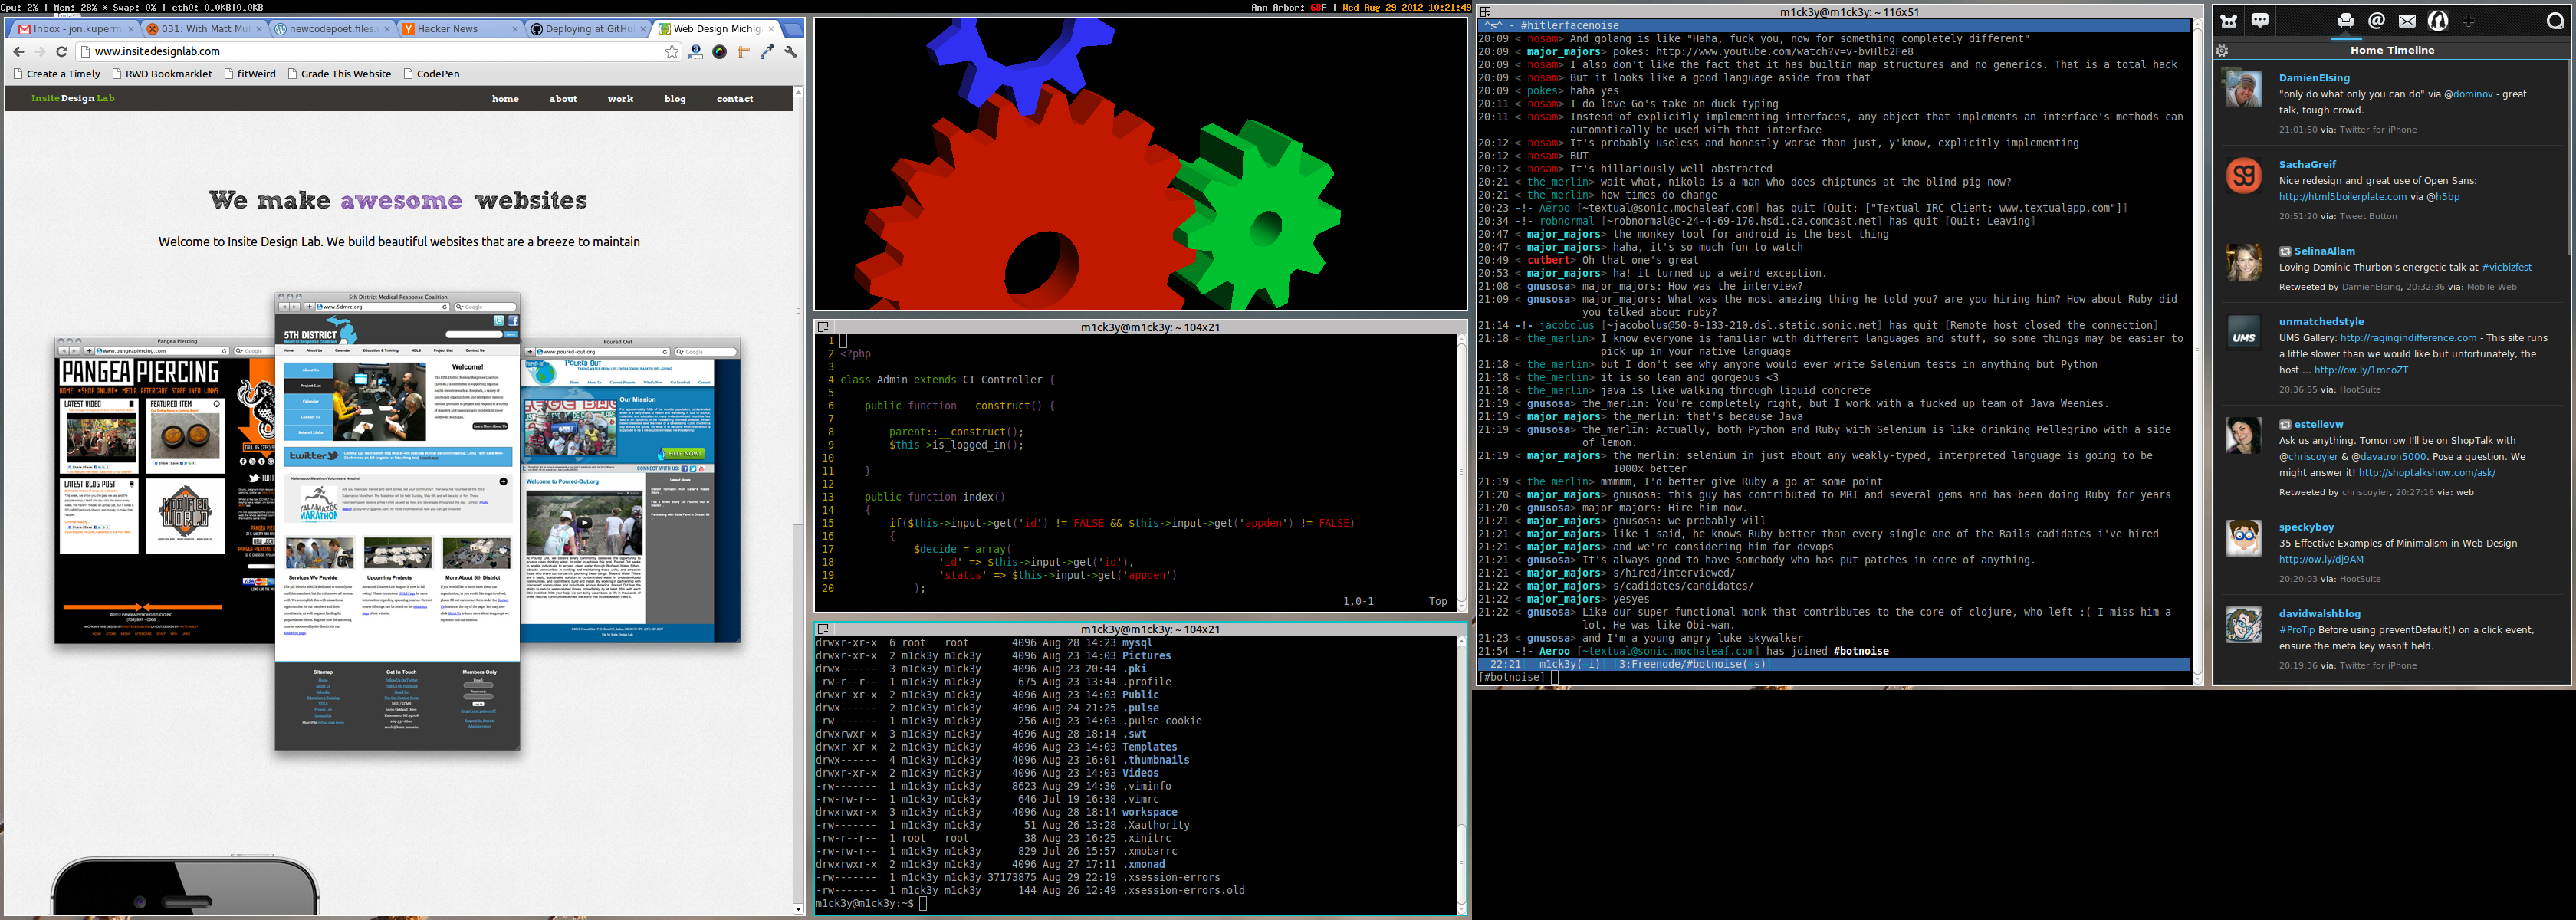 Cpu: 2% | Mem: 28% * Swap: 0% | eth0: 0.0KB|0.0KB
Ann Arbor: 68F | Wed Aug 29 2012 10:21:49
Inbox - jon.kuperm
031: With Matt Mul
newcodepoet.files.
Hacker News
Deploying at GitHu
Web Design Michig
www.insitedesignlab.com
Create a Timely
RWD Bookmarklet
fitWeird
Grade This Website
CodePen
Insite Design Lab
home about work blog contact
We make awesome websites
Welcome to Insite Design Lab. We build beautiful websites that are a breeze to maintain
Pangea Piercing
www.pangeapiercing.com
PANGEA PIERCING
LATEST VIDEO
FEATURED ITEM
LATEST BLOG POST
MODIFIED WORLD
5th District Medical Response Coalition
www.5dmrc.org
Google
5TH DISTRICT
Medical Response Coalition
Home About Us Calendar Education & Training
Project List Contact Us
About Us
Project List
Calendar
Contact Us
Related Links
Welcome!
Learn More About Us
twitter
KALAMAZOO MARATHON
Services We Provide
Upcoming Projects
More About 5th District
Sitemap
Get In Touch
Members Only
Poured Out
www.poured-out.org
Google
POURED OUT
Our Mission
HELP NOW!
CONNECT WITH US:
Welcome to Poured-Out.org
Latest News
m1ck3y@m1ck3y: ~ 104x21
1
2 <?php
3
4 class Admin extends CI_Controller {
5
6 public function __construct() {
7
8 parent::__construct();
9 $this->is_logged_in();
10
11 }
12
13 public function index()
14 {
15 if($this->input->get('id') != FALSE && $this->input->get('appden') != FALSE)
16 {
17 $decide = array(
18 'id' => $this->input->get('id'),
19 'status' => $this->input->get('appden')
20 );
1,0-1 Top
m1ck3y@m1ck3y: ~ 104x21
drwxr-xr-x 6 root root 4096 Aug 28 14:23 mysql
drwxr-xr-x 2 m1ck3y m1ck3y 4096 Aug 23 14:03 Pictures
drwx------ 3 m1ck3y m1ck3y 4096 Aug 23 20:44 .pki
-rw-r--r-- 1 m1ck3y m1ck3y 675 Aug 23 13:44 .profile
drwxr-xr-x 2 m1ck3y m1ck3y 4096 Aug 23 14:03 Public
drwx------ 2 m1ck3y m1ck3y 4096 Aug 24 21:25 .pulse
-rw------- 1 m1ck3y m1ck3y 256 Aug 23 14:03 .pulse-cookie
drwxrwxr-x 3 m1ck3y m1ck3y 4096 Aug 28 18:14 .swt
drwxr-xr-x 2 m1ck3y m1ck3y 4096 Aug 23 14:03 Templates
drwx------ 4 m1ck3y m1ck3y 4096 Aug 23 16:01 .thumbnails
drwxr-xr-x 2 m1ck3y m1ck3y 4096 Aug 23 14:03 Videos
-rw------- 1 m1ck3y m1ck3y 8623 Aug 29 14:30 .viminfo
-rw-rw-r-- 1 m1ck3y m1ck3y 646 Jul 19 16:38 .vimrc
drwxrwxr-x 3 m1ck3y m1ck3y 4096 Aug 28 18:14 workspace
-rw------- 1 m1ck3y m1ck3y 51 Aug 26 13:28 .Xauthority
-rw-r--r-- 1 root root 38 Aug 23 16:25 .xinitrc
-rw-rw-r-- 1 m1ck3y m1ck3y 829 Jul 26 15:57 .xmobarrc
drwxrwxr-x 2 m1ck3y m1ck3y 4096 Aug 27 17:11 .xmonad
-rw------- 1 m1ck3y m1ck3y 37173875 Aug 29 22:19 .xsession-errors
-rw------- 1 m1ck3y m1ck3y 144 Aug 26 12:49 .xsession-errors.old
m1ck3y@m1ck3y:~$
m1ck3y@m1ck3y: ~ 116x51
^s^ - #hitlerfacenoise
20:09 < nosam> And golang is like "Haha, fuck you, now for something completely different"
20:09 < major_majors> pokes: http://www.youtube.com/watch?v=v-bvHlb2Fe8
20:09 < nosam> I also don't like the fact that it has builtin map structures and no generics. That is a total hack
20:09 < nosam> But it looks like a good language aside from that
20:09 < pokes> haha yes
20:11 < nosam> I do love Go's take on duck typing
20:11 < nosam> Instead of explicitly implementing interfaces, any object that implements an interface's methods can
automatically be used with that interface
20:12 < nosam> It's probably useless and honestly worse than just, y'know, explicitly implementing
20:12 < nosam> BUT
20:12 < nosam> It's hillariously well abstracted
20:21 < the_merlin> wait what, nikola is a man who does chiptunes at the blind pig now?
20:21 < the_merlin> how times do change
20:23 -!- Aeroo [~textual@sonic.mochaleaf.com] has quit [Quit: ["Textual IRC Client: www.textualapp.com"]]
20:34 -!- robnormal [~robnormal@c-24-4-69-170.hsd1.ca.comcast.net] has quit [Quit: Leaving]
20:47 < major_majors> the monkey tool for android is the best thing
20:47 < major_majors> haha, it's so much fun to watch
20:49 < cutbert> Oh that one's great
20:53 < major_majors> ha! it turned up a weird exception.
21:08 < gnusosa> major_majors: How was the interview?
21:09 < gnusosa> major_majors: What was the most amazing thing he told you? are you hiring him? How about Ruby did
you talked about ruby?
21:14 -!- jacobolus [~jacobolus@50-0-133-210.dsl.static.sonic.net] has quit [Remote host closed the connection]
21:18 < the_merlin> I know everyone is familiar with different languages and stuff, so some things may be easier to
pick up in your native language
21:18 < the_merlin> but I don't see why anyone would ever write Selenium tests in anything but Python
21:18 < the_merlin> it is so lean and gorgeous <3
21:18 < the_merlin> java is like walking through liquid concrete
21:19 < gnusosa> the_merlin: You're completely right, but I work with a fucked up team of Java Weenies.
21:19 < major_majors> the_merlin: that's because Java
21:19 < gnusosa> the_merlin: Actually, both Python and Ruby with Selenium is like drinking Pellegrino with a side
of lemon.
21:19 < major_majors> the_merlin: selenium in just about any weakly-typed, interpreted language is going to be
1000x better
21:19 < the_merlin> mmmmm, I'd better give Ruby a go at some point
21:20 < major_majors> gnusosa: this guy has contributed to MRI and several gems and has been doing Ruby for years
21:20 < gnusosa> major_majors: Hire him now.
21:21 < major_majors> gnusosa: we probably will
21:21 < major_majors> like i said, he knows Ruby better than every single one of the Rails cadidates i've hired
21:21 < major_majors> and we're considering him for devops
21:21 < gnusosa> It's always good to have somebody who has put patches in core of anything.
21:21 < major_majors> s/hired/interviewed/
21:22 < major_majors> s/cadidates/candidates/
21:22 < major_majors> yesyes
21:22 < gnusosa> Like our super functional monk that contributes to the core of clojure, who left :( I miss him a
lot. He was like Obi-wan.
21:23 < gnusosa> and I'm a young angry luke skywalker
21:54 -!- Aeroo [~textual@sonic.mochaleaf.com] has joined #botnoise
[22:21] [m1ck3y(+i)] [3:Freenode/#botnoise(+s)]
[#botnoise]
Home Timeline
DamienElsing
"only do what only you can do" via @dominov - great
talk, tough crowd.
21:01:50 via: Twitter for iPhone
SachaGreif
Nice redesign and great use of Open Sans:
http://html5boilerplate.com via @h5bp
20:51:20 via: Tweet Button
SelinaAllam
Loving Dominic Thurbon's energetic talk at #vicbizfest
Retweeted by DamienElsing, 20:32:36 via: Mobile Web
unmatchedstyle
UMS
UMS Gallery: http://ragingindifference.com - This site runs
a little slower than we would like but unfortunately, the
host ... http://ow.ly/1mcoZT
20:36:55 via: HootSuite
estellevw
Ask us anything. Tomorrow I'll be on ShopTalk with
@chriscoyier & @davatron5000. Pose a question. We
might answer it! http://shoptalkshow.com/ask/
Retweeted by chriscoyier, 20:27:16 via: web
speckyboy
35 Effective Examples of Minimalism in Web Design
http://ow.ly/dj9AM
20:20:03 via: HootSuite
davidwalshblog
#ProTip Before using preventDefault() on a click event,
ensure the meta key wasn't held.
20:19:36 via: Twitter for iPhone